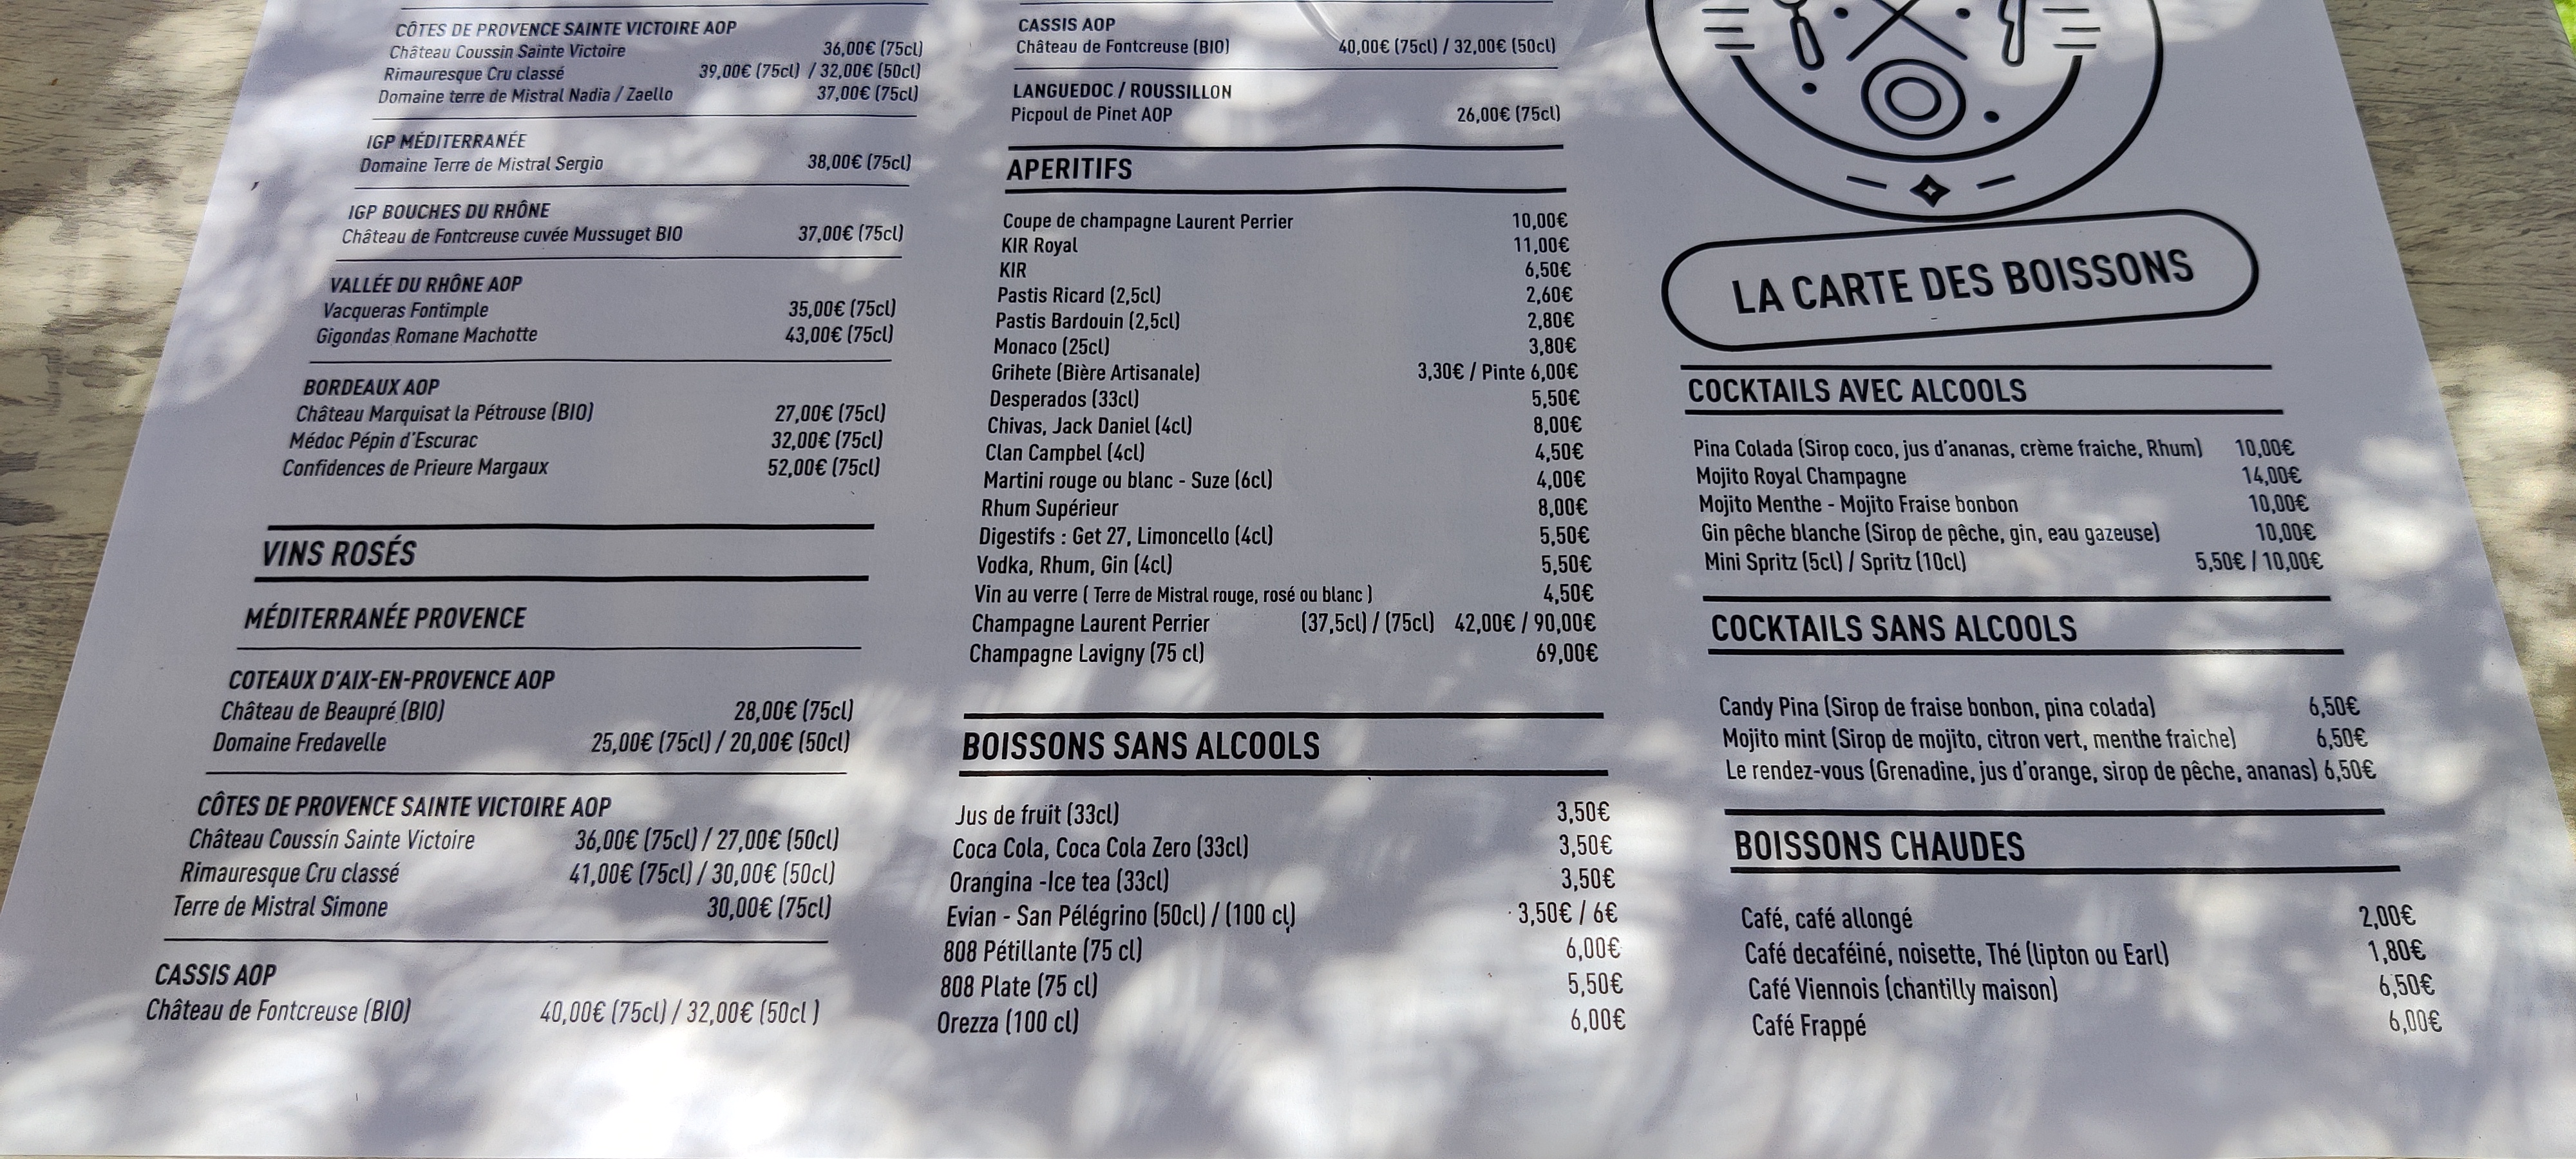 CÔTES DE PROVENCE SAINTE VICTOIRE AOP
Château Coussin Sainte Victoire 36,00€ (75cl)
Rimauresque Cru classé 39,00€ (75cl) / 32,00€ (50cl)
Domaine terre de Mistral Nadia / Zaello 37,00€ (75cl)
IGP MÉDITERRANÉE
Domaine Terre de Mistral Sergio 38,00€ (75cl)
IGP BOUCHES DU RHÔNE
Château de Fontcreuse cuvée Mussuget BIO 37,00€ (75cl)
VALLÉE DU RHÔNE AOP
Vacqueras Fontimple 35,00€ (75cl)
Gigondas Romane Machotte 43,00€ (75cl)
BORDEAUX AOP
Château Marquisat la Pétrouse (BIO) 27,00€ (75cl)
Médoc Pépin d'Escurac 32,00€ (75cl)
Confidences de Prieure Margaux 52,00€ (75cl)
VINS ROSÉS
MÉDITERRANÉE PROVENCE
COTEAUX D'AIX-EN-PROVENCE AOP
Château de Beaupré (BIO) 28,00€ (75cl)
Domaine Fredavelle 25,00€ (75cl) / 20,00€ (50cl)
CÔTES DE PROVENCE SAINTE VICTOIRE AOP
Château Coussin Sainte Victoire 36,00€ (75cl) / 27,00€ (50cl)
Rimauresque Cru classé 41,00€ (75cl) / 30,00€ (50cl)
Terre de Mistral Simone 30,00€ (75cl)
CASSIS AOP
Château de Fontcreuse (BIO) 40,00€ (75cl) / 32,00€ (50cl )
CASSIS AOP
Château de Fontcreuse (BIO) 40,00€ (75cl) / 32,00€ (50cl)
LANGUEDOC / ROUSSILLON
Picpoul de Pinet AOP 26,00€ (75cl)
APERITIFS
Coupe de champagne Laurent Perrier 10,00€
KIR Royal 11,00€
KIR 6,50€
Pastis Ricard (2,5cl) 2,60€
Pastis Bardouin (2,5cl) 2,80€
Monaco (25cl) 3,80€
Grihete (Bière Artisanale) 3,30€ / Pinte 6,00€
Desperados (33cl) 5,50€
Chivas, Jack Daniel (4cl) 8,00€
Clan Campbel (4cl) 4,50€
Martini rouge ou blanc - Suze (6cl) 4,00€
Rhum Supérieur 8,00€
Digestifs : Get 27, Limoncello (4cl) 5,50€
Vodka, Rhum, Gin (4cl) 5,50€
Vin au verre ( Terre de Mistral rouge, rosé ou blanc ) 4,50€
Champagne Laurent Perrier (37,5cl) / (75cl) 42,00€ / 90,00€
Champagne Lavigny (75 cl) 69,00€
BOISSONS SANS ALCOOLS
Jus de fruit (33cl) 3,50€
Coca Cola, Coca Cola Zero (33cl) 3,50€
Orangina -Ice tea (33cl) 3,50€
Evian - San Pélégrino (50cl) / (100 cl) 3,50€ / 6€
808 Pétillante (75 cl) 6,00€
808 Plate (75 cl) 5,50€
Orezza (100 cl) 6,00€
LA CARTE DES BOISSONS
COCKTAILS AVEC ALCOOLS
Pina Colada (Sirop coco, jus d'ananas, crème fraiche, Rhum) 10,00€
Mojito Royal Champagne 14,00€
Mojito Menthe - Mojito Fraise bonbon 10,00€
Gin pêche blanche (Sirop de pêche, gin, eau gazeuse) 10,00€
Mini Spritz (5cl) / Spritz (10cl) 5,50€ / 10,00€
COCKTAILS SANS ALCOOLS
Candy Pina (Sirop de fraise bonbon, pina colada) 6,50€
Mojito mint (Sirop de mojito, citron vert, menthe fraiche) 6,50€
Le rendez-vous (Grenadine, jus d'orange, sirop de pêche, ananas) 6,50€
BOISSONS CHAUDES
Café, café allongé 2,00€
Café decaféiné, noisette, Thé (lipton ou Earl) 1,80€
Café Viennois (chantilly maison) 6,50€
Café Frappé 6,00€